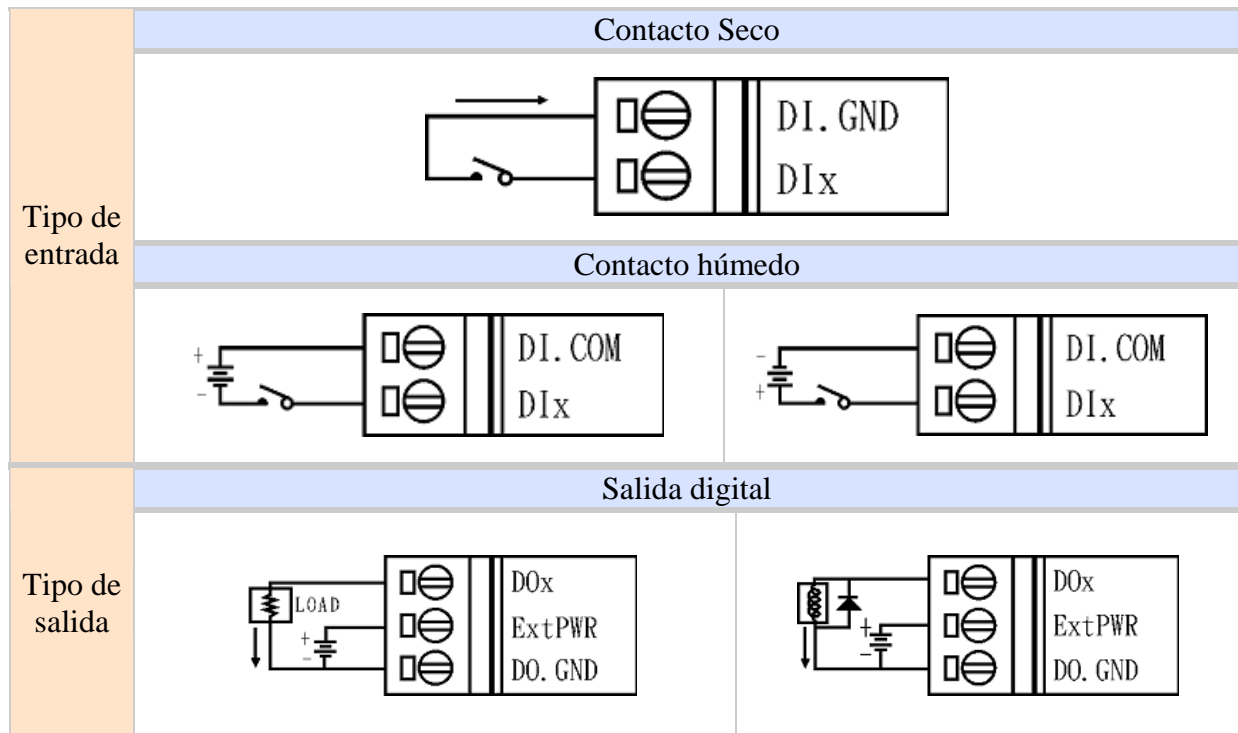 Contacto Seco
DI.GND
DIx
Tipo de
entrada
Contacto húmedo
+
-
DI.COM
DIx
-
+
DI.COM
DIx
Salida digital
Tipo de
salida
LOAD
+
-
DOx
ExtPWR
DO.GND
+
-
DOx
ExtPWR
DO.GND